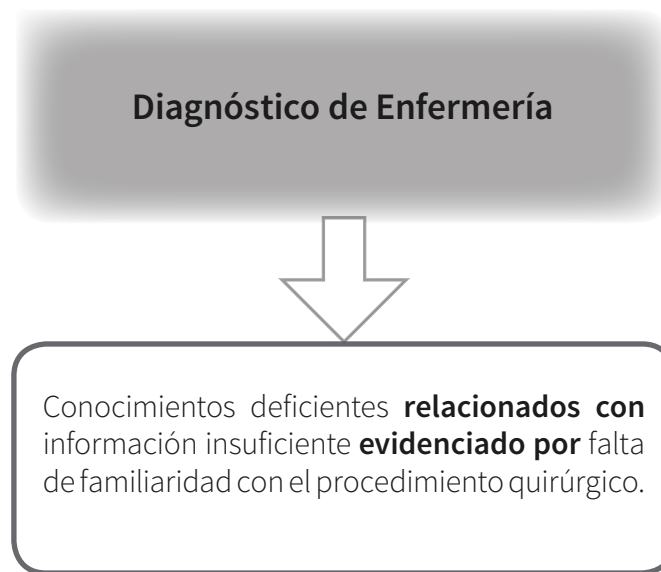 Diagnóstico de Enfermería
Conocimientos deficientes relacionados con
información insuficiente evidenciado por falta
de familiaridad con el procedimiento quirúrgico.